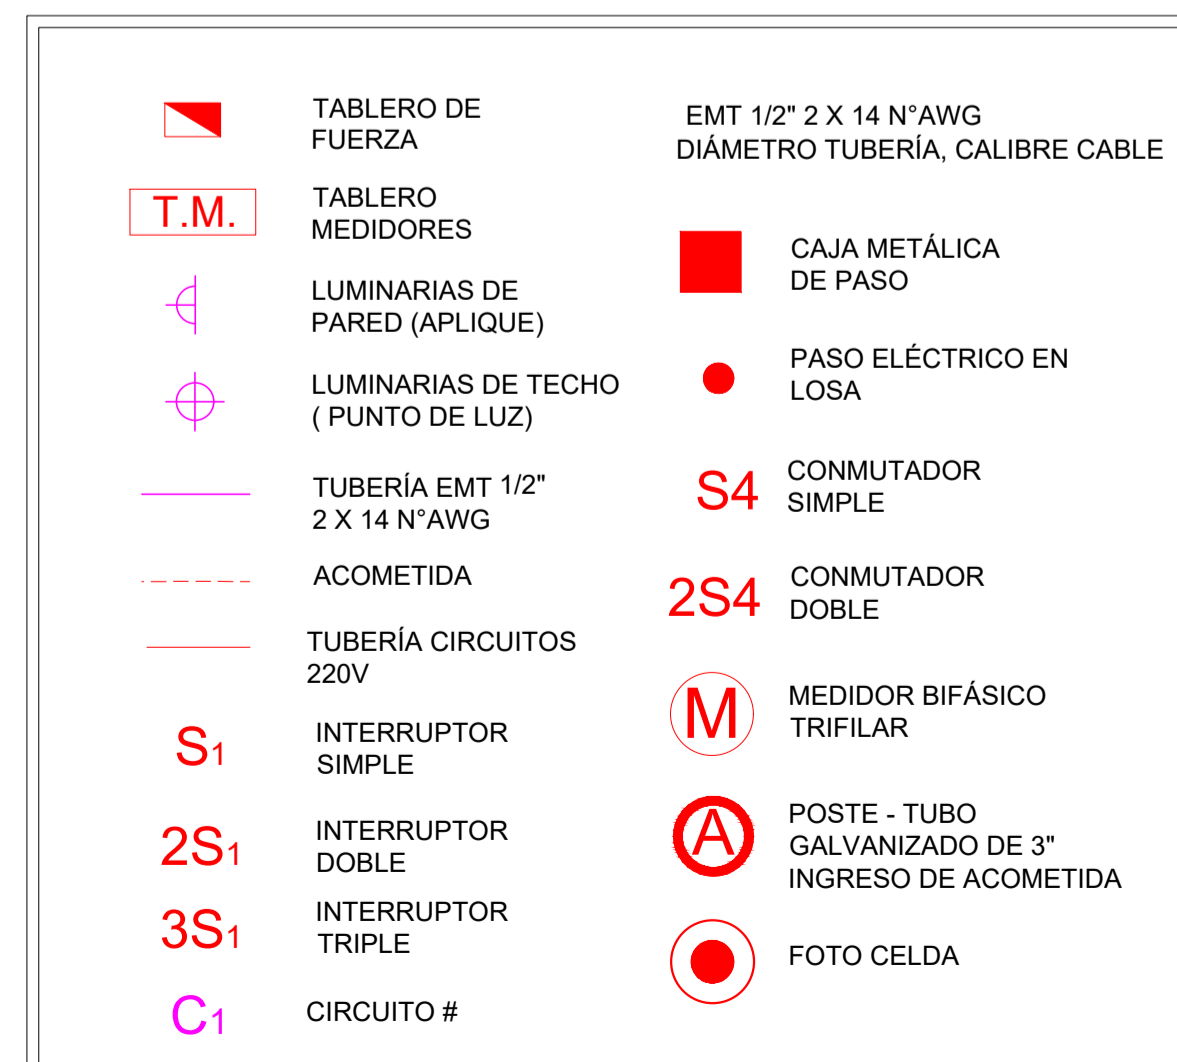 TABLERO DE
FUERZA
T.M.
TABLERO
MEDIDORES
LUMINARIAS DE
PARED (APLIQUE)
LUMINARIAS DE TECHO
( PUNTO DE LUZ)
TUBERÍA EMT 1/2"
2 X 14 N°AWG
ACOMETIDA
TUBERÍA CIRCUITOS
220V
S1
INTERRUPTOR
SIMPLE
2S1
INTERRUPTOR
DOBLE
3S1
INTERRUPTOR
TRIPLE
C1
CIRCUITO #
EMT 1/2" 2 X 14 N°AWG
DIÁMETRO TUBERÍA, CALIBRE CABLE
CAJA METÁLICA
DE PASO
PASO ELÉCTRICO EN
LOSA
S4
CONMUTADOR
SIMPLE
2S4
CONMUTADOR
DOBLE
M
MEDIDOR BIFÁSICO
TRIFILAR
A
POSTE - TUBO
GALVANIZADO DE 3"
INGRESO DE ACOMETIDA
FOTO CELDA